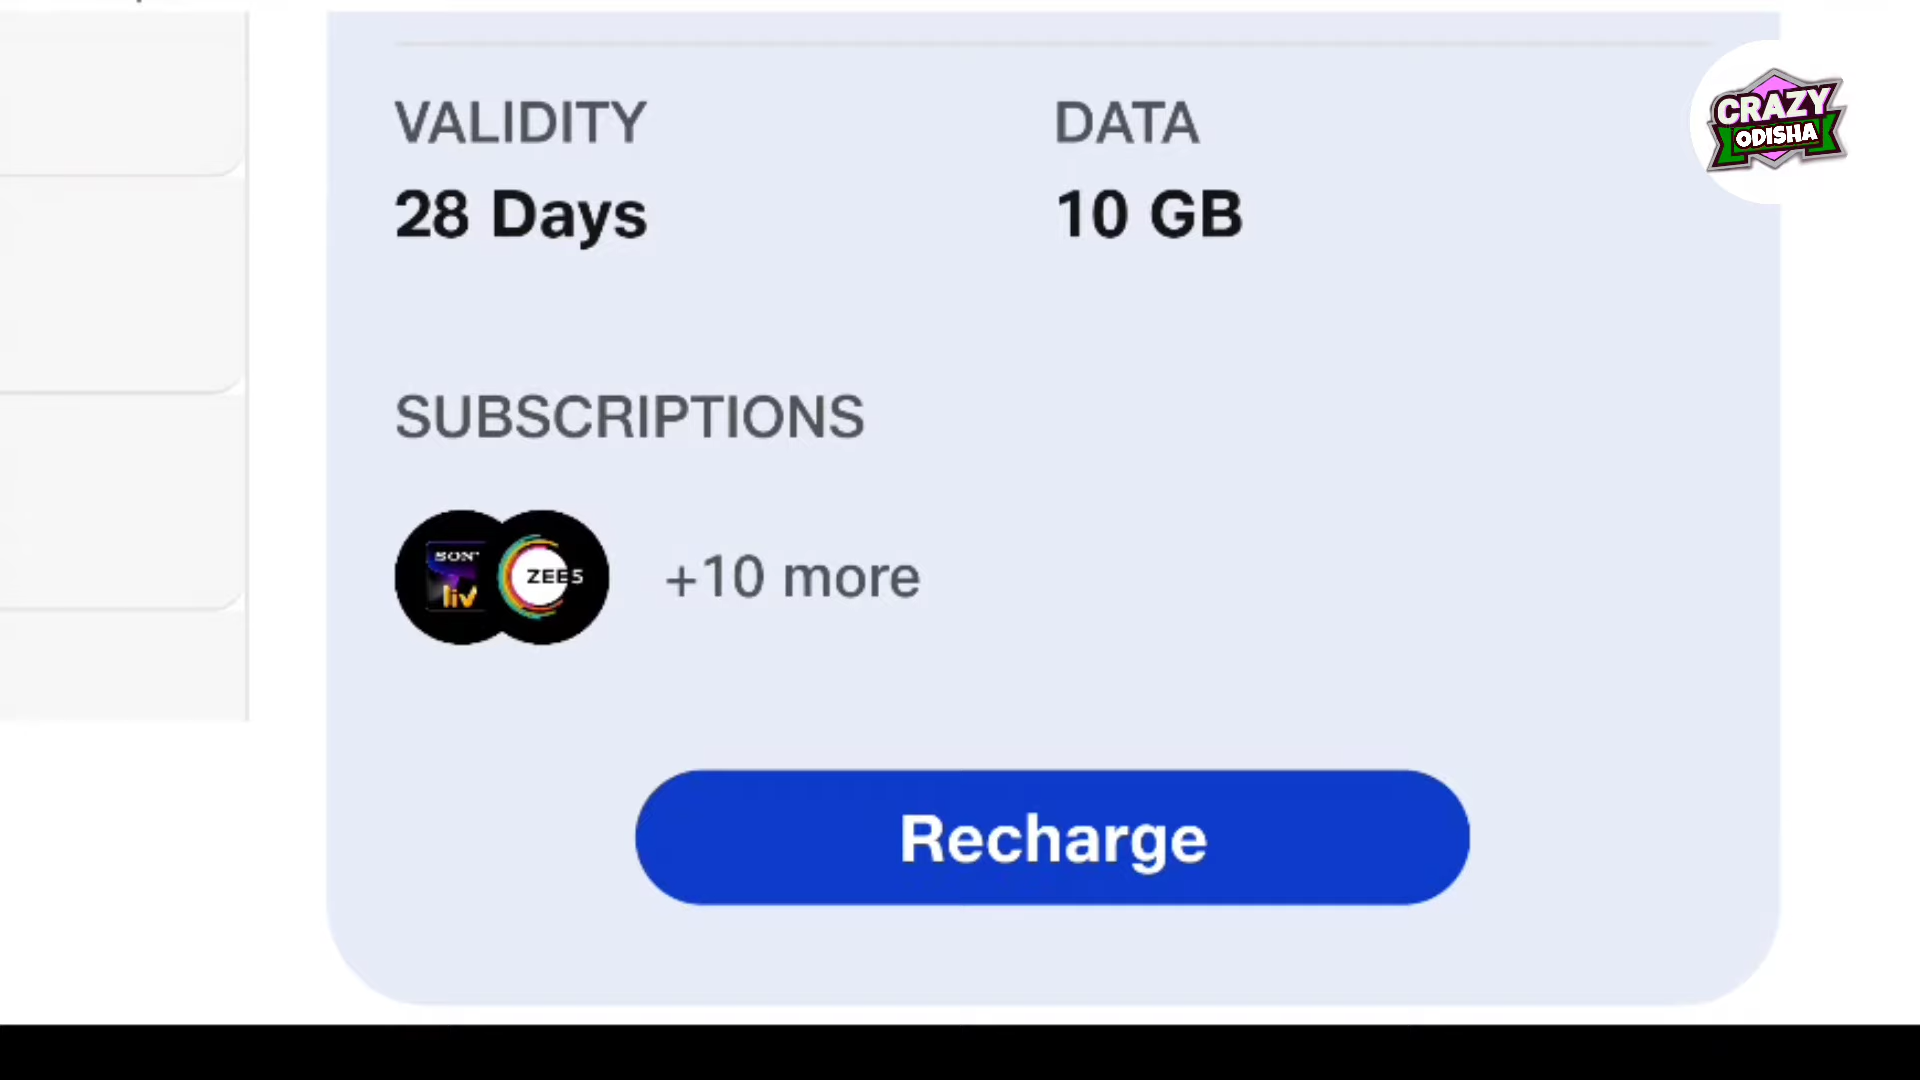 VALIDITY
DATA
28 Days
10 GB
SUBSCRIPTIONS
SONY
liv
ZEE5
+10 more
Recharge
CRAZY
ODISHA